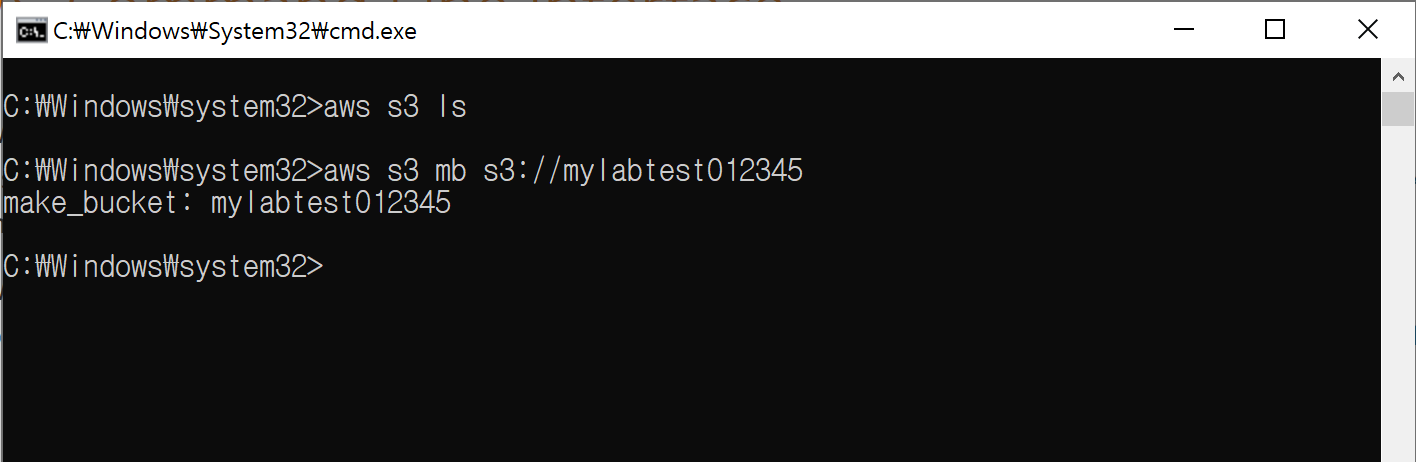 C:₩Windows₩System32₩cmd.exe
C:₩Windows₩system32>aws s3 ls
C:₩Windows₩system32>aws s3 mb s3://mylabtest012345
make_bucket: mylabtest012345
C:₩Windows₩system32>